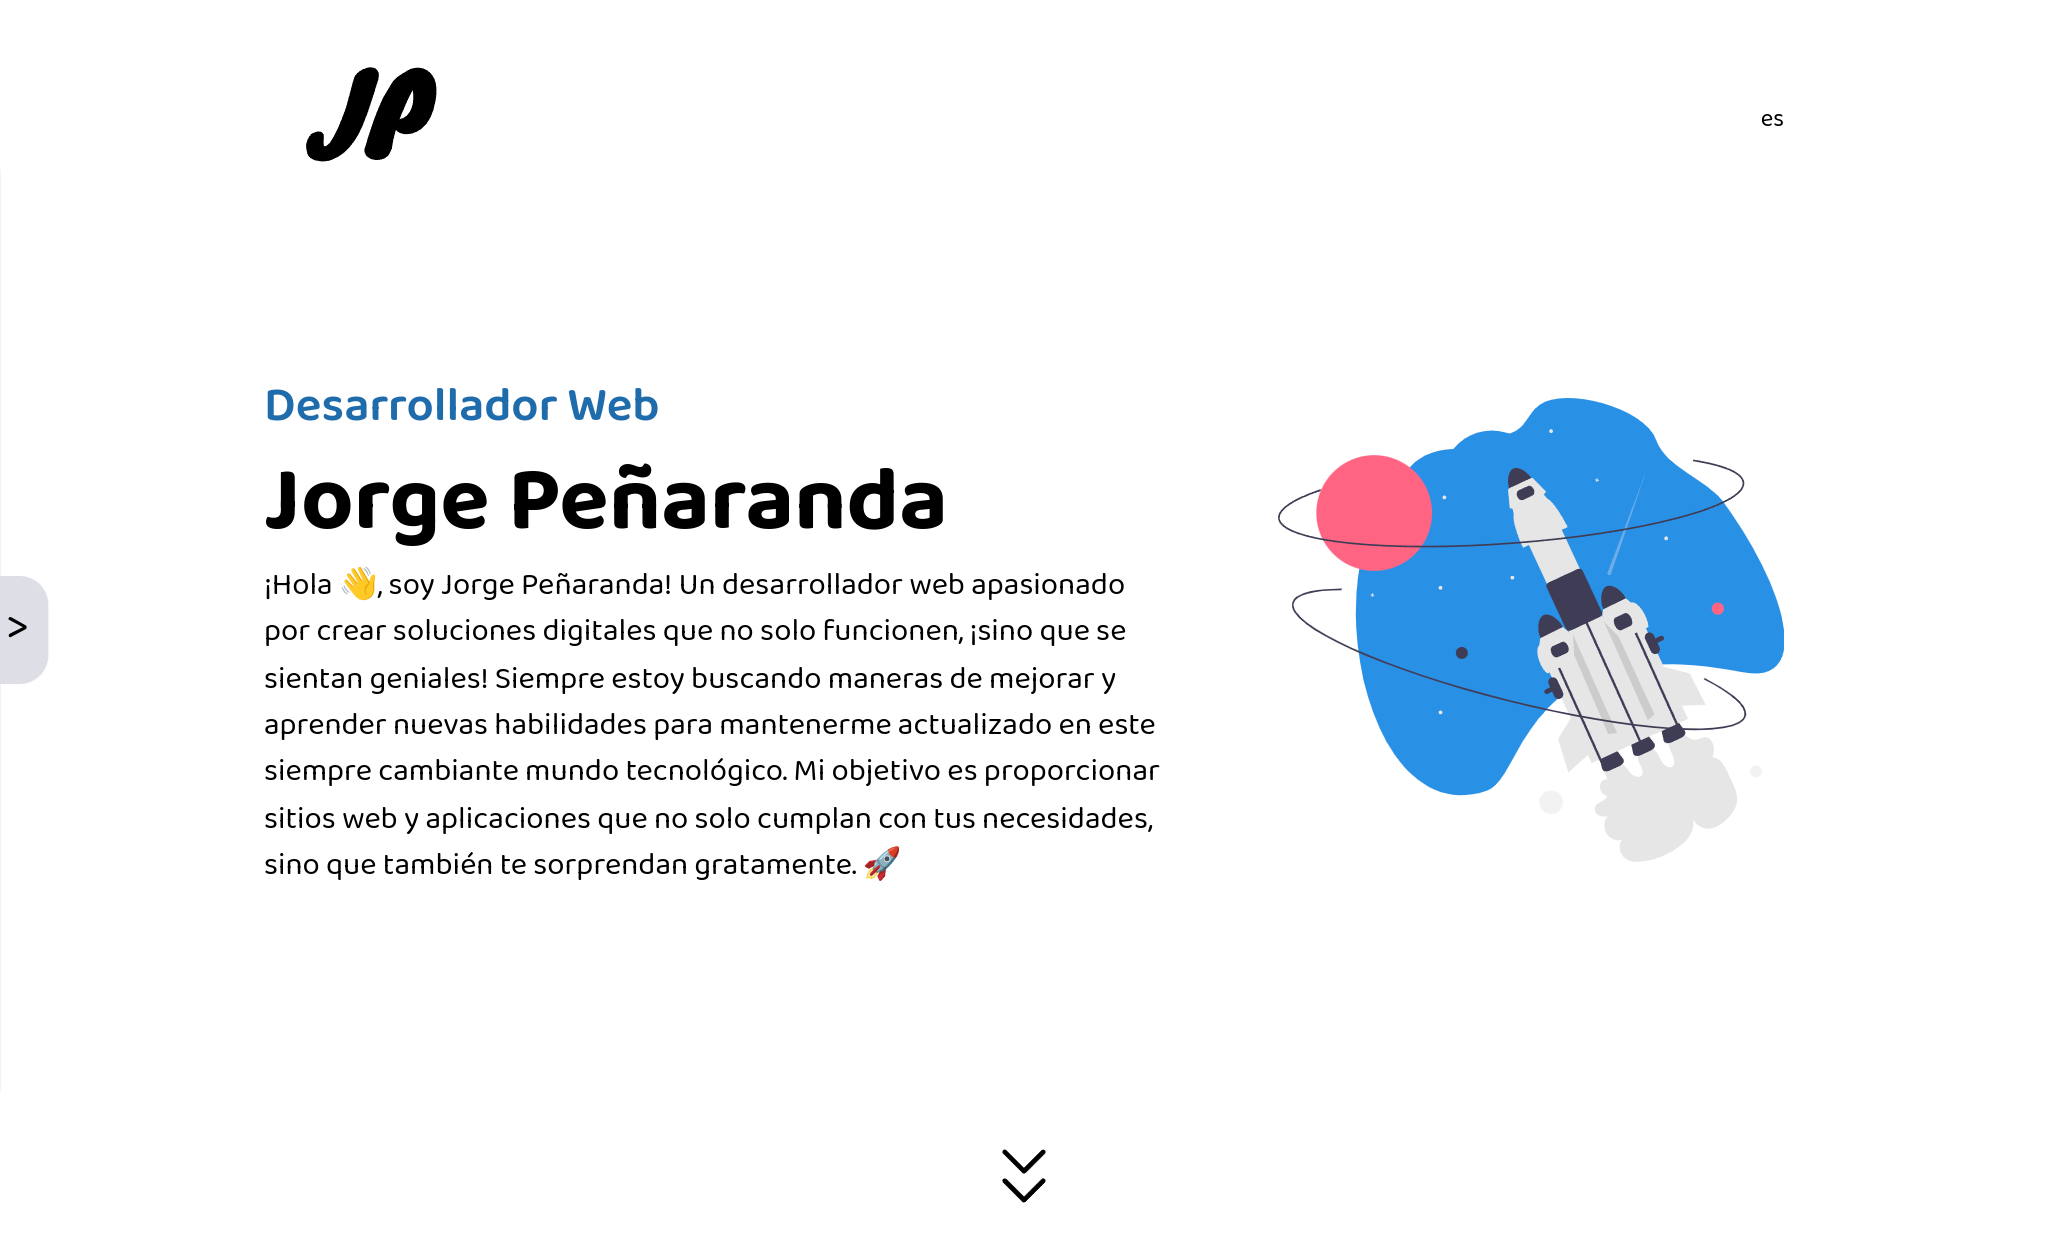 JP
es
Desarrollador Web
Jorge Peñaranda
¡Hola 👋, soy Jorge Peñaranda! Un desarrollador web apasionado
por crear soluciones digitales que no solo funcionen, ¡sino que se
sientan geniales! Siempre estoy buscando maneras de mejorar y
aprender nuevas habilidades para mantenerme actualizado en este
siempre cambiante mundo tecnológico. Mi objetivo es proporcionar
sitios web y aplicaciones que no solo cumplan con tus necesidades,
sino que también te sorprendan gratamente. 🚀
>